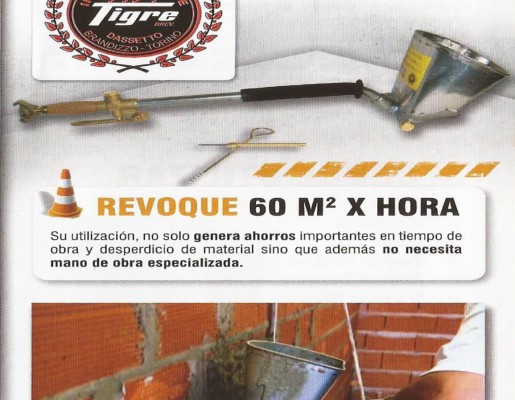 Tigre
BREV.
DASSETTO
BRANDIZZO - TORINO
REVOQUE 60 M² X HORA
Su utilización, no solo genera ahorros importantes en tiempo de
obra y desperdicio de material sino que además no necesita
mano de obra especializada.